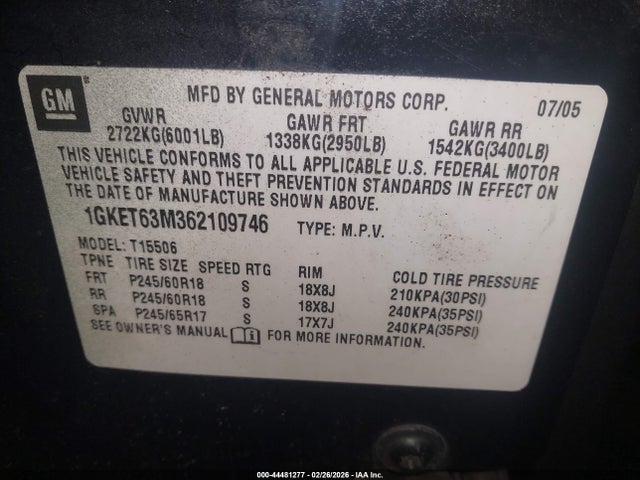 GM
MFD BY GENERAL MOTORS CORP. 07/05
GVWR GAWR FRT GAWR RR
2722KG(6001LB) 1338KG(2950LB) 1542KG(3400LB)
THIS VEHICLE CONFORMS TO ALL APPLICABLE U.S. FEDERAL MOTOR
VEHICLE SAFETY AND THEFT PREVENTION STANDARDS IN EFFECT ON
THE DATE OF MANUFACTURE SHOWN ABOVE.
1GKET63M362109746 TYPE: M.P.V.
MODEL: T15506
TPNE TIRE SIZE SPEED RTG RIM COLD TIRE PRESSURE
FRT P245/60R18 S 18X8J 210KPA(30PSI)
RR P245/60R18 S 18X8J 240KPA(35PSI)
SPA P245/65R17 S 17X7J 240KPA(35PSI)
SEE OWNER'S MANUAL FOR MORE INFORMATION.
000-44481277 - 02/26/2026 - IAA Inc.